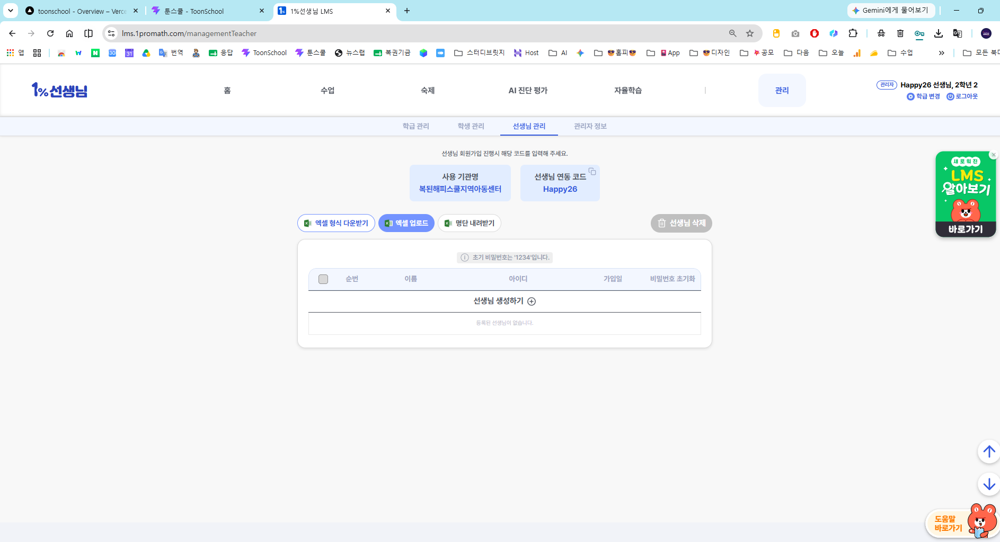 toonschool - Overview – Verce
툰스쿨 - ToonSchool
1%선생님 LMS
Gemini에게 물어보기
lms.1promath.com/managementTeacher
앱
번역
응답
ToonSchool
툰스쿨
뉴스랩
복권기금
스터디브릿지
Host
AI
😎홈피😎
App
😎디자인
공모
다음
오늘
수업
모든 북
1%선생님
홈
수업
숙제
AI 진단 평가
자율학습
관리
관리자 Happy26 선생님, 2학년 2
학급 변경 로그아웃
학급 관리
학생 관리
선생님 관리
관리자 정보
선생님 회원가입 진행시 해당 코드를 입력해 주세요.
사용 기관명
복된해피스쿨지역아동센터
선생님 연동 코드
Happy26
엑셀 형식 다운받기
엑셀 업로드
명단 내려받기
선생님 삭제
초기 비밀번호는 '1234'입니다.
순번 이름 아이디 가입일 비밀번호 초기화
선생님 생성하기
등록된 선생님이 없습니다.
새로워진
LMS
알아보기
바로가기
도움말
바로가기